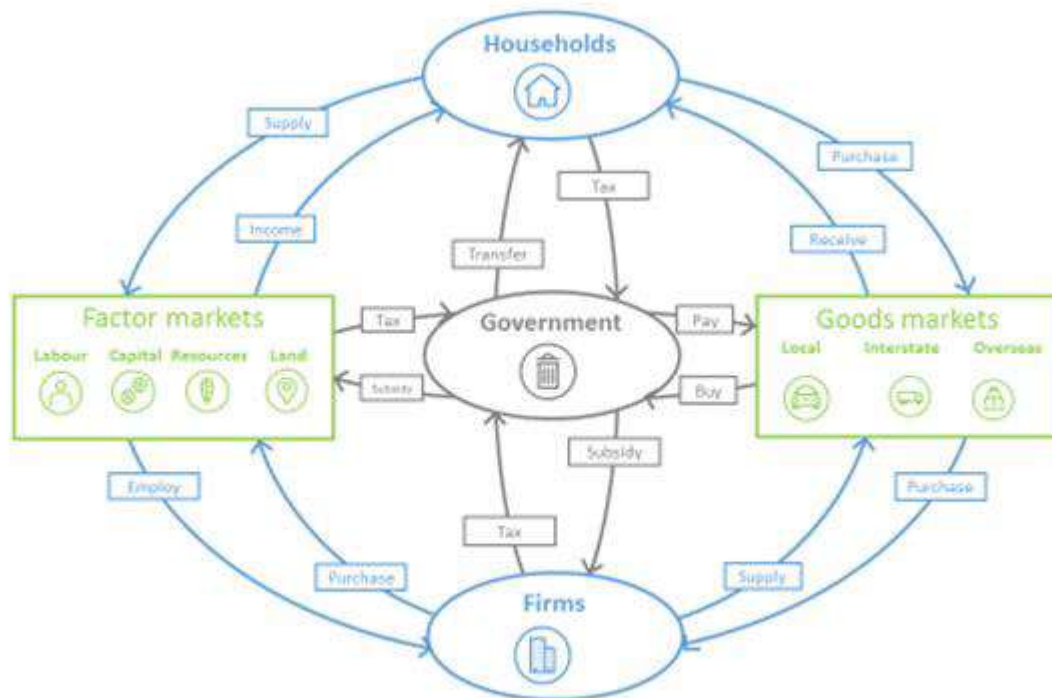 Households
Supply
Purchase
Tax
Income
Receive
Transfer
Factor markets
Labour Capital Resources Land
Tax
Government
Pay
Goods markets
Local Interstate Overseas
Subsidy
Buy
Employ
Subsidy
Purchase
Tax
Purchase
Supply
Firms